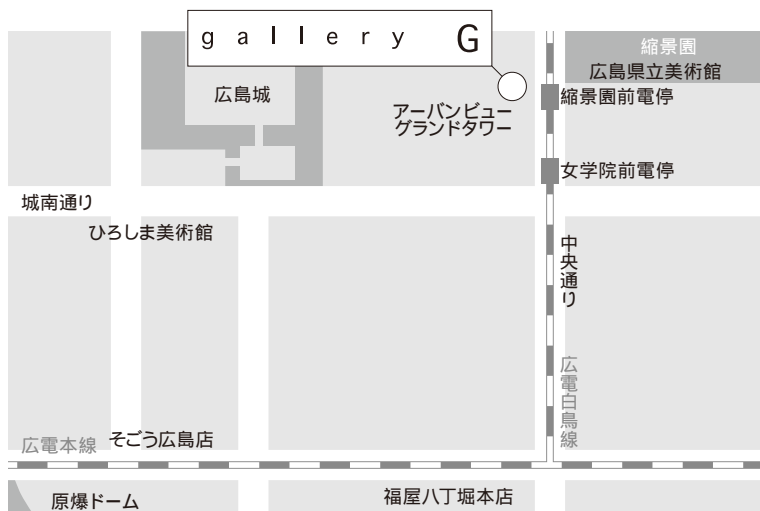 gallery G
縮景園
広島県立美術館
広島城
縮景園前電停
アーバンビュー
グランドタワー
女学院前電停
城南通り
ひろしま美術館
中央通り
広電白鳥線
そごう広島店
広電本線
原爆ドーム
福屋八丁堀本店